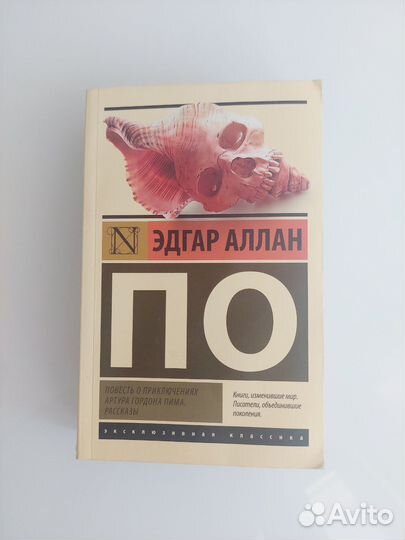 N
ЭДГАР АЛЛАН
ПО
ПОВЕСТЬ О ПРИКЛЮЧЕНИЯХ
АРТУРА ГОРДОНА ПИМА.
РАССКАЗЫ
Книги, изменившие мир.
Писатели, объединившие
поколения.
эксклюзивная классика
Avito